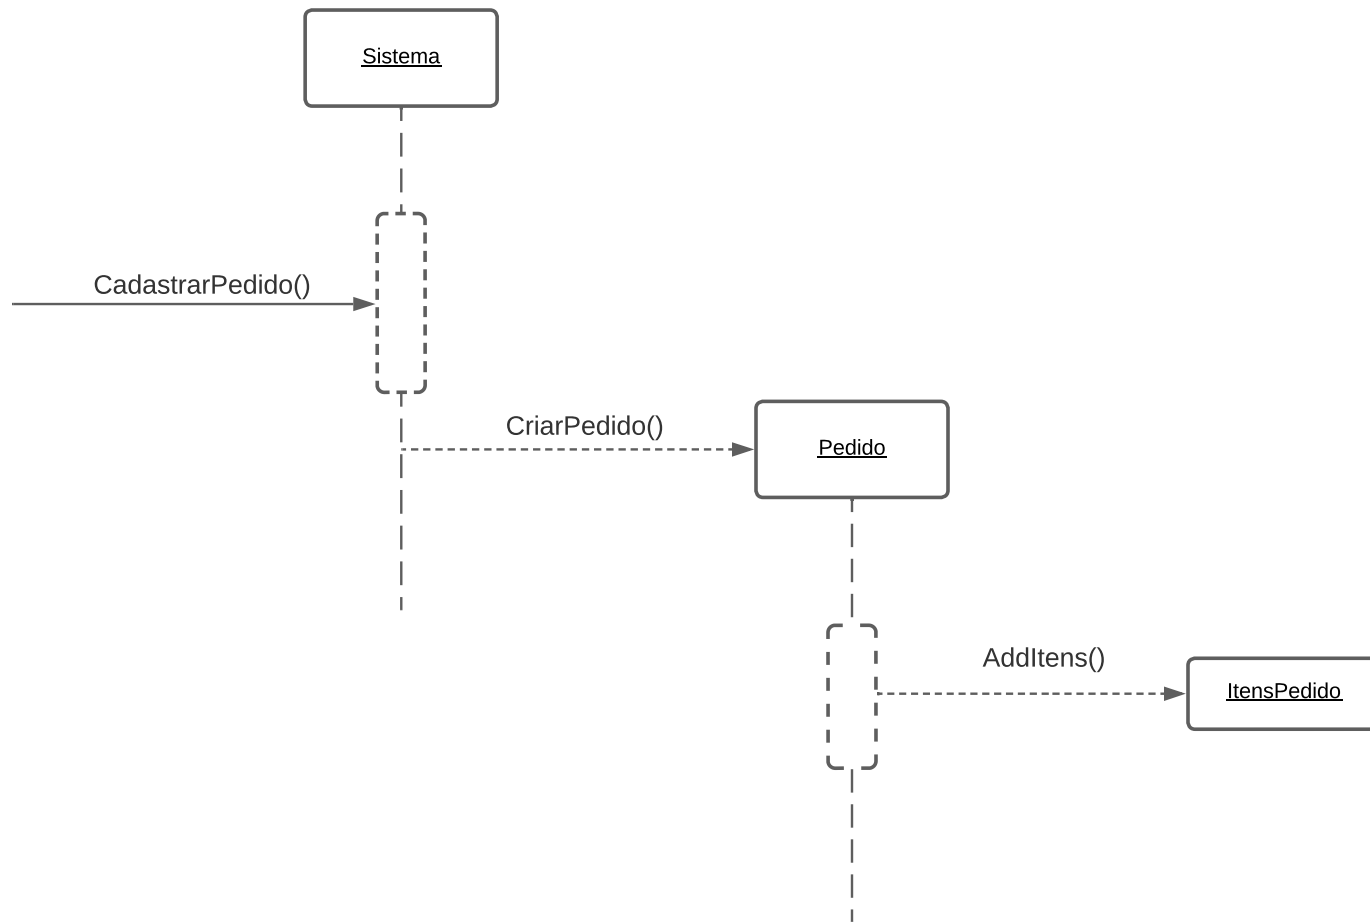 Sistema
CadastrarPedido()
CriarPedido()
Pedido
AddItens()
ItensPedido